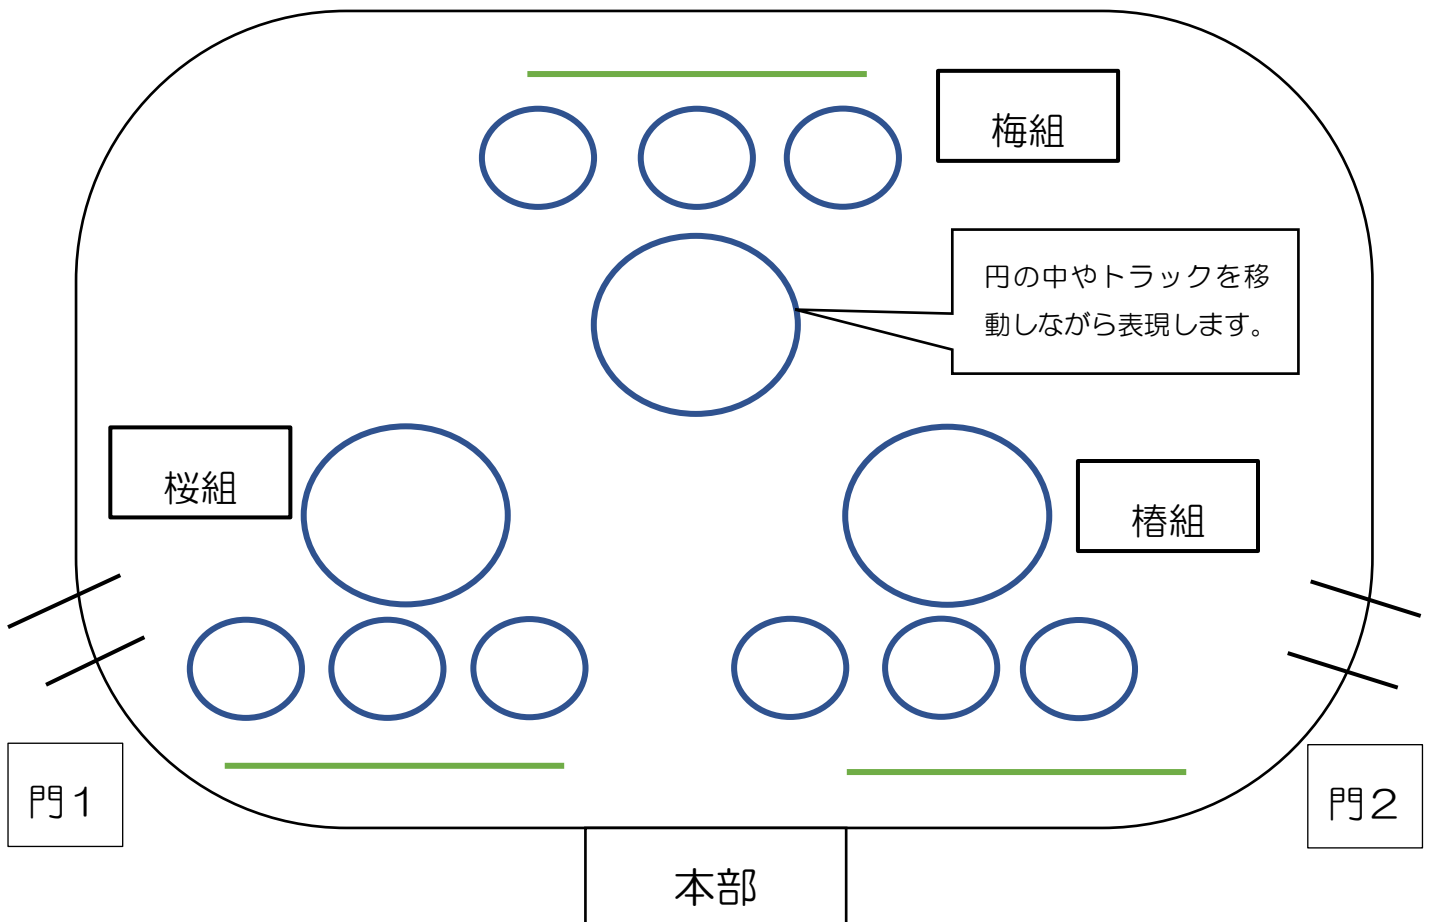 梅組
円の中やトラックを移
動しながら表現します。
桜組
椿組
門1
門2
本部